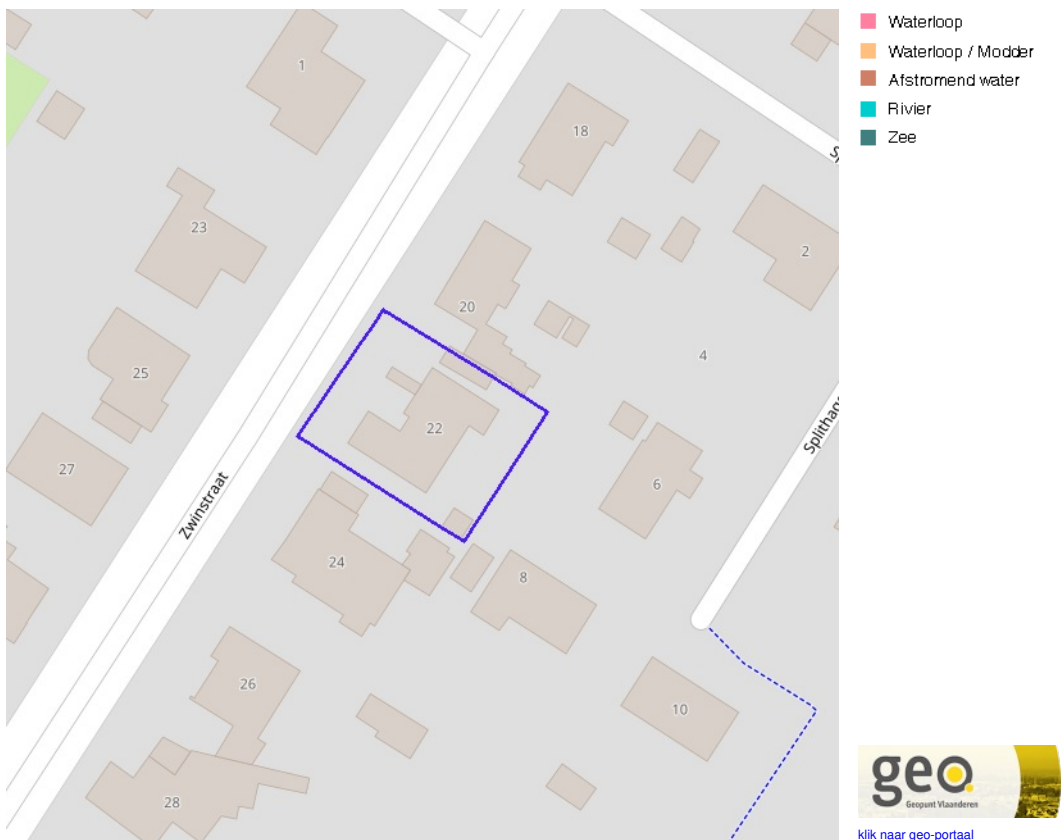 1
18
23
2
20
4
25
22
27
6
Zwinstraat
24
8
26
10
28
Waterloop
Waterloop / Modder
Afstromend water
Rivier
Zee
geo
Geopunt Vlaanderen
klik naar geo-portaal